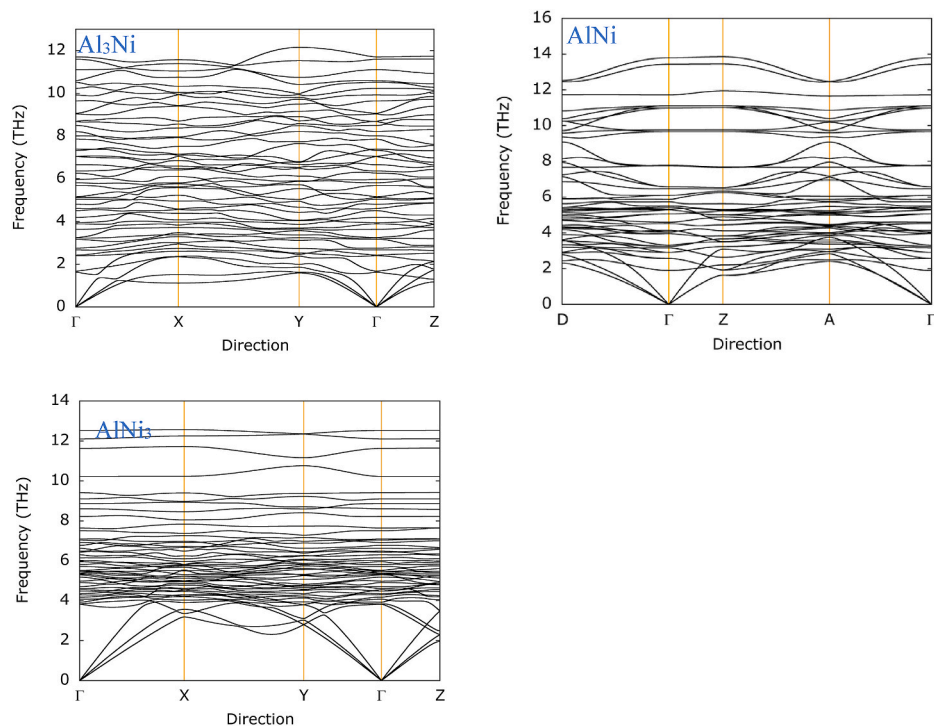 Al₃Ni
Frequency (THz)
12
10
8
6
4
2
0
Γ X Y Γ Z
Direction
AlNi
Frequency (THz)
16
14
12
10
8
6
4
2
0
D Γ Z A Γ
Direction
AlNi₃
Frequency (THz)
14
12
10
8
6
4
2
0
Γ X Y Γ Z
Direction